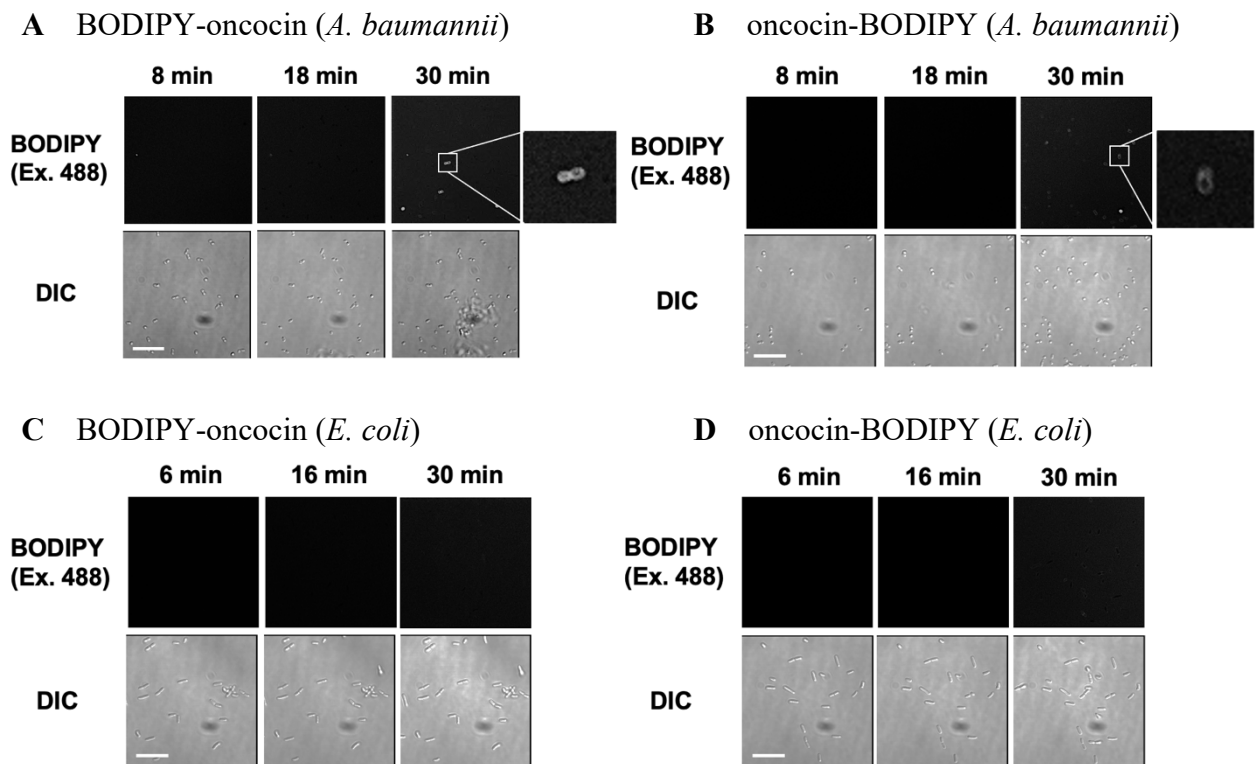 A BODIPY-oncocin (A. baumannii)
8 min 18 min 30 min
BODIPY
(Ex. 488)
DIC
B oncocin-BODIPY (A. baumannii)
8 min 18 min 30 min
BODIPY
(Ex. 488)
DIC
C BODIPY-oncocin (E. coli)
6 min 16 min 30 min
BODIPY
(Ex. 488)
DIC
D oncocin-BODIPY (E. coli)
6 min 16 min 30 min
BODIPY
(Ex. 488)
DIC